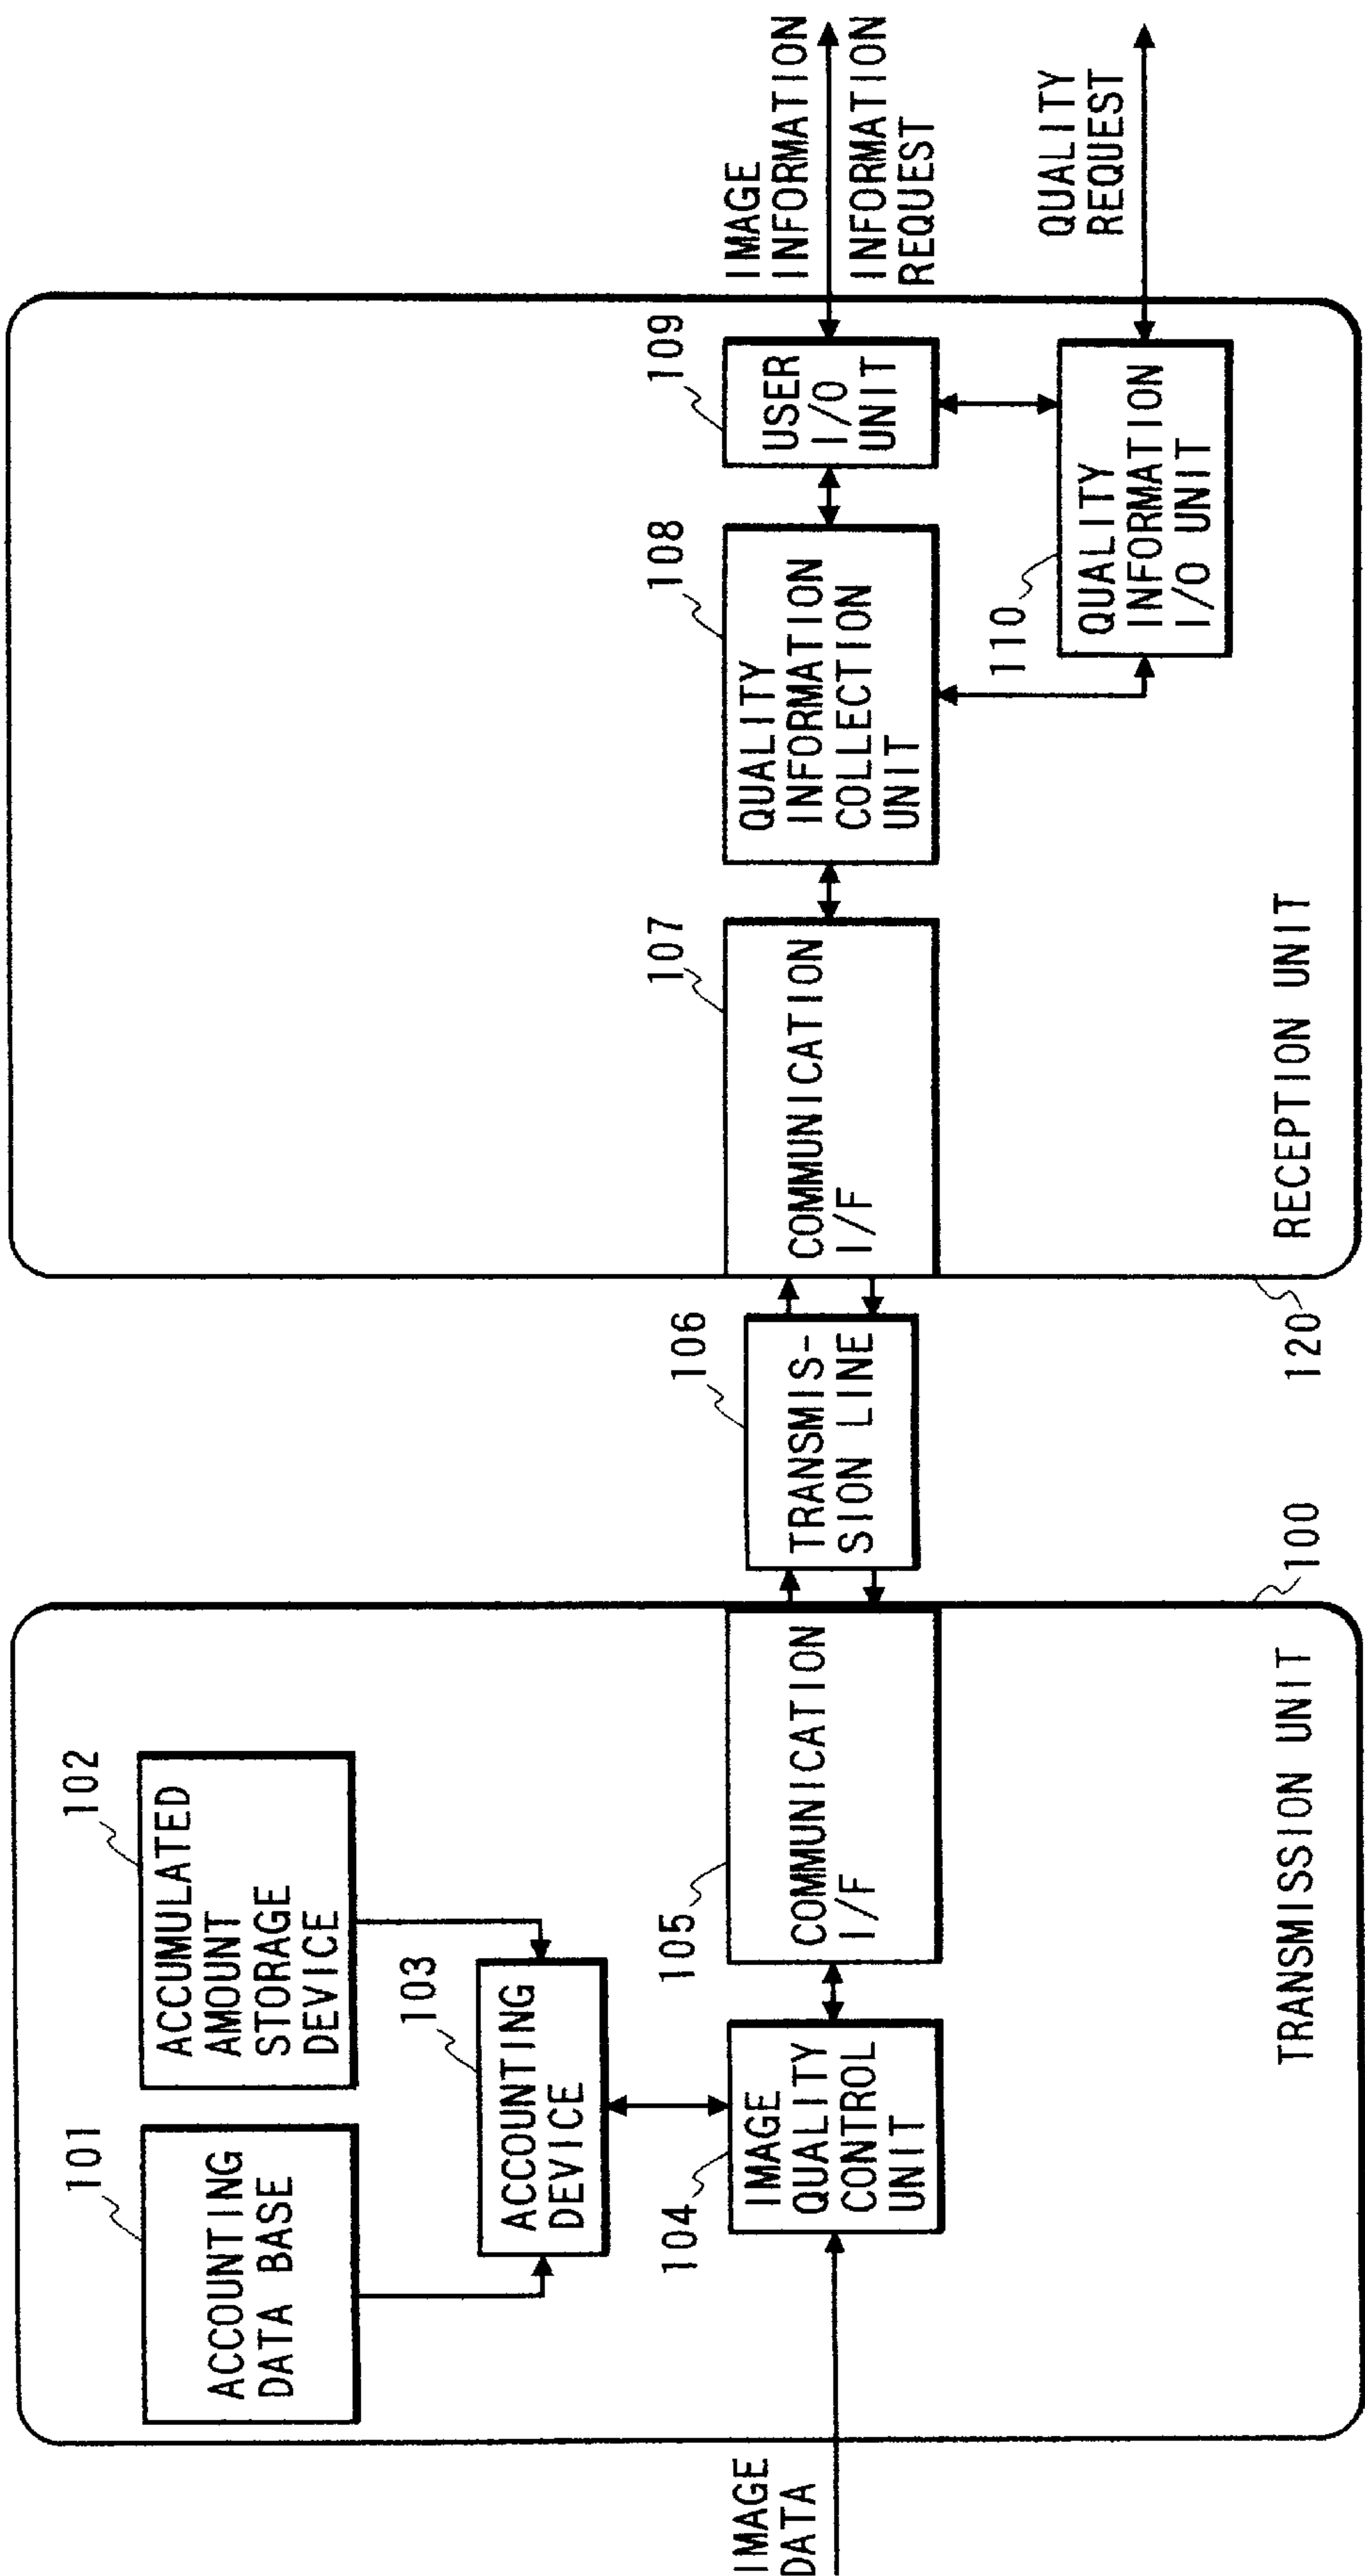 IMAGE
DATA
101
ACCOUNTING
DATA BASE
102
ACCUMULATED
AMOUNT
STORAGE
DEVICE
103
ACCOUNTING
DEVICE
104
IMAGE
QUALITY
CONTROL
UNIT
105
COMMUNICATION
I/F
TRANSMISSION UNIT
100
106
TRANSMIS-
SION LINE
107
COMMUNICATION
I/F
108
QUALITY
INFORMATION
COLLECTION
UNIT
109
USER
I/O
UNIT
110
QUALITY
INFORMATION
I/O UNIT
RECEPTION UNIT
120
IMAGE
INFORMATION
INFORMATION
REQUEST
QUALITY
REQUEST